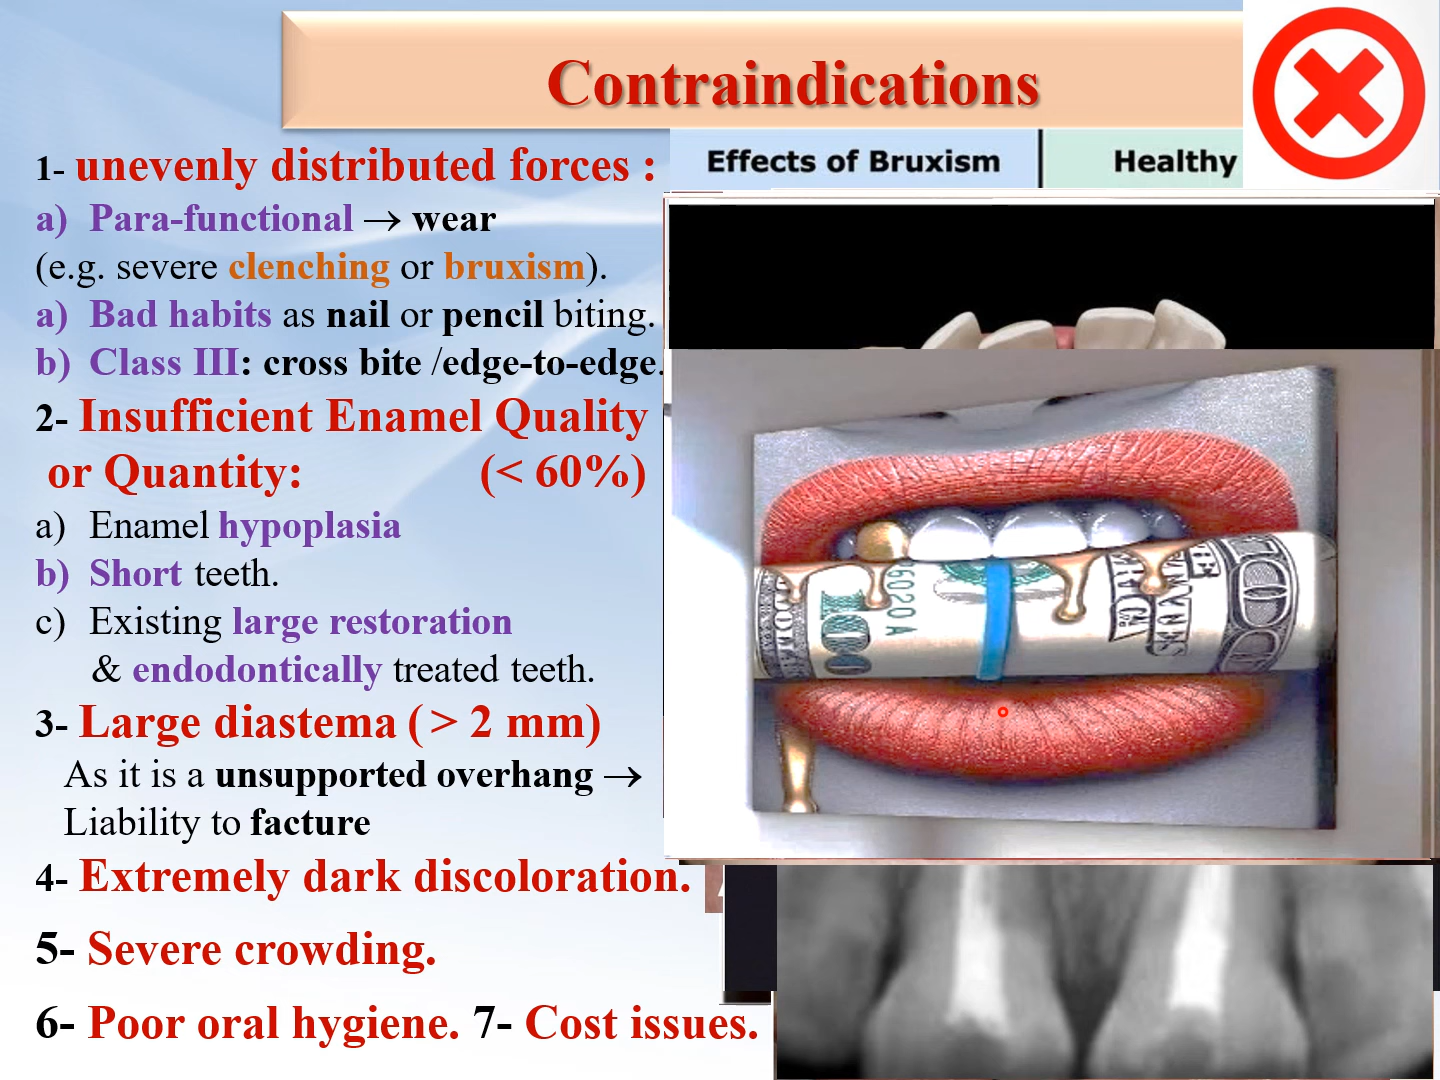 Contraindications
1- unevenly distributed forces :
a) Para-functional → wear
(e.g. severe clenching or bruxism).
a) Bad habits as nail or pencil biting.
b) Class III: cross bite /edge-to-edge.
2- Insufficient Enamel Quality
or Quantity: (< 60%)
a) Enamel hypoplasia
b) Short teeth.
c) Existing large restoration
& endodontically treated teeth.
3- Large diastema ( > 2 mm)
As it is a unsupported overhang →
Liability to facture
4- Extremely dark discoloration.
5- Severe crowding.
6- Poor oral hygiene. 7- Cost issues.
Effects of Bruxism
Healthy
100
6020A
100